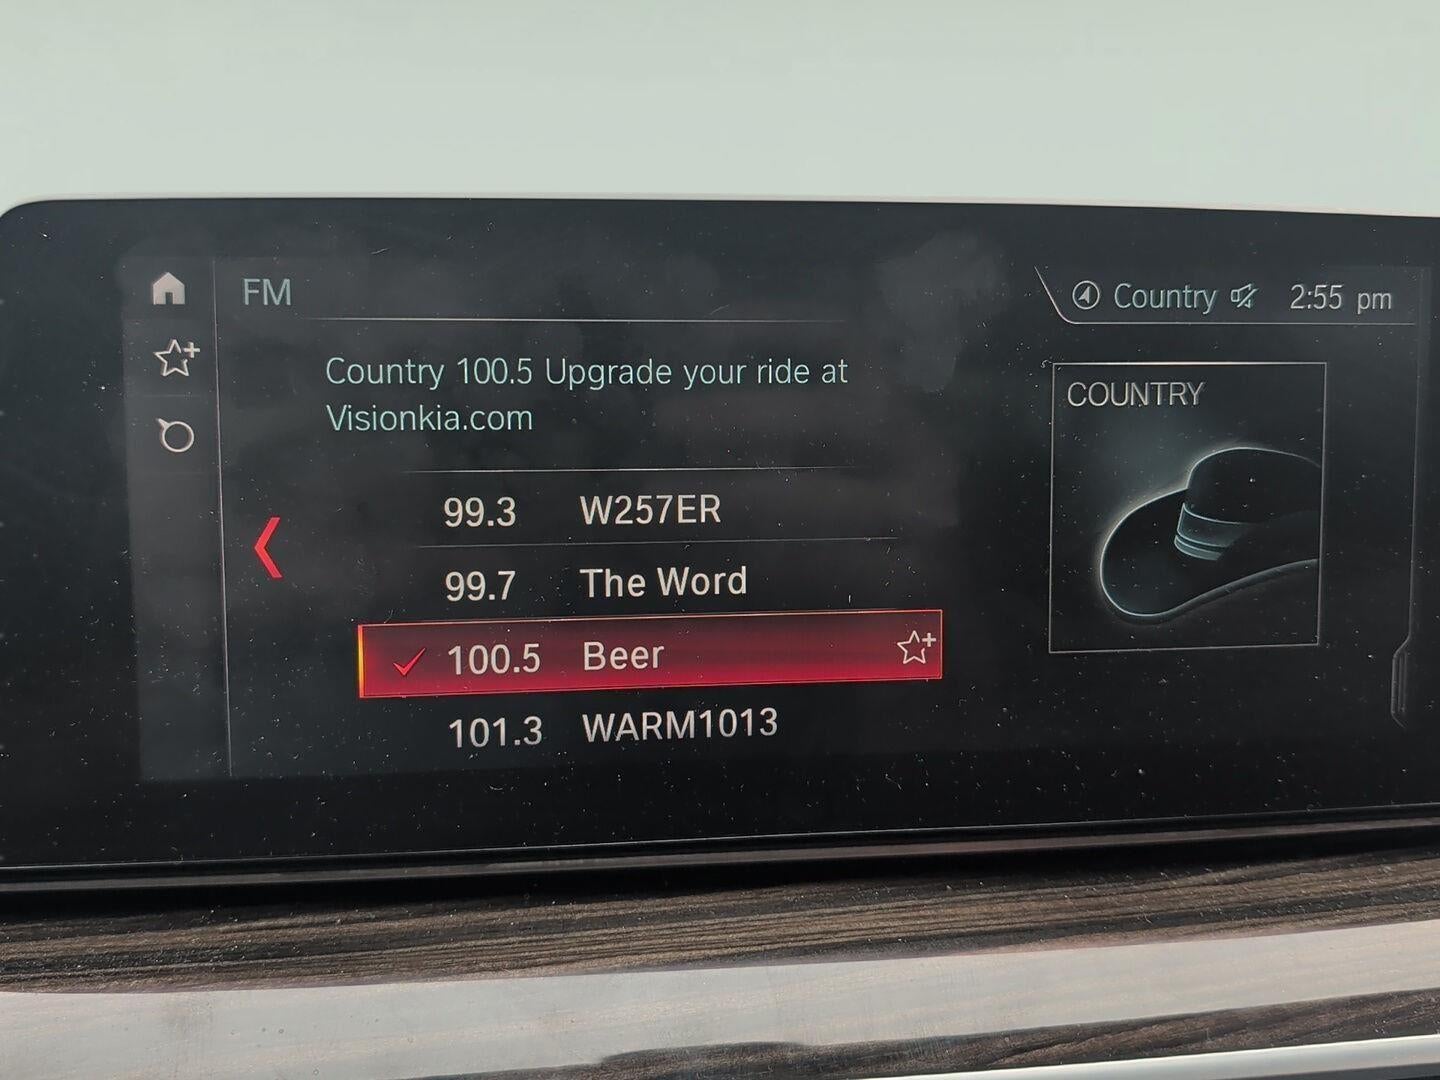 FM
Country 2:55 pm
Country 100.5 Upgrade your ride at
Visionkia.com
COUNTRY
99.3 W257ER
99.7 The Word
100.5 Beer
101.3 WARM1013